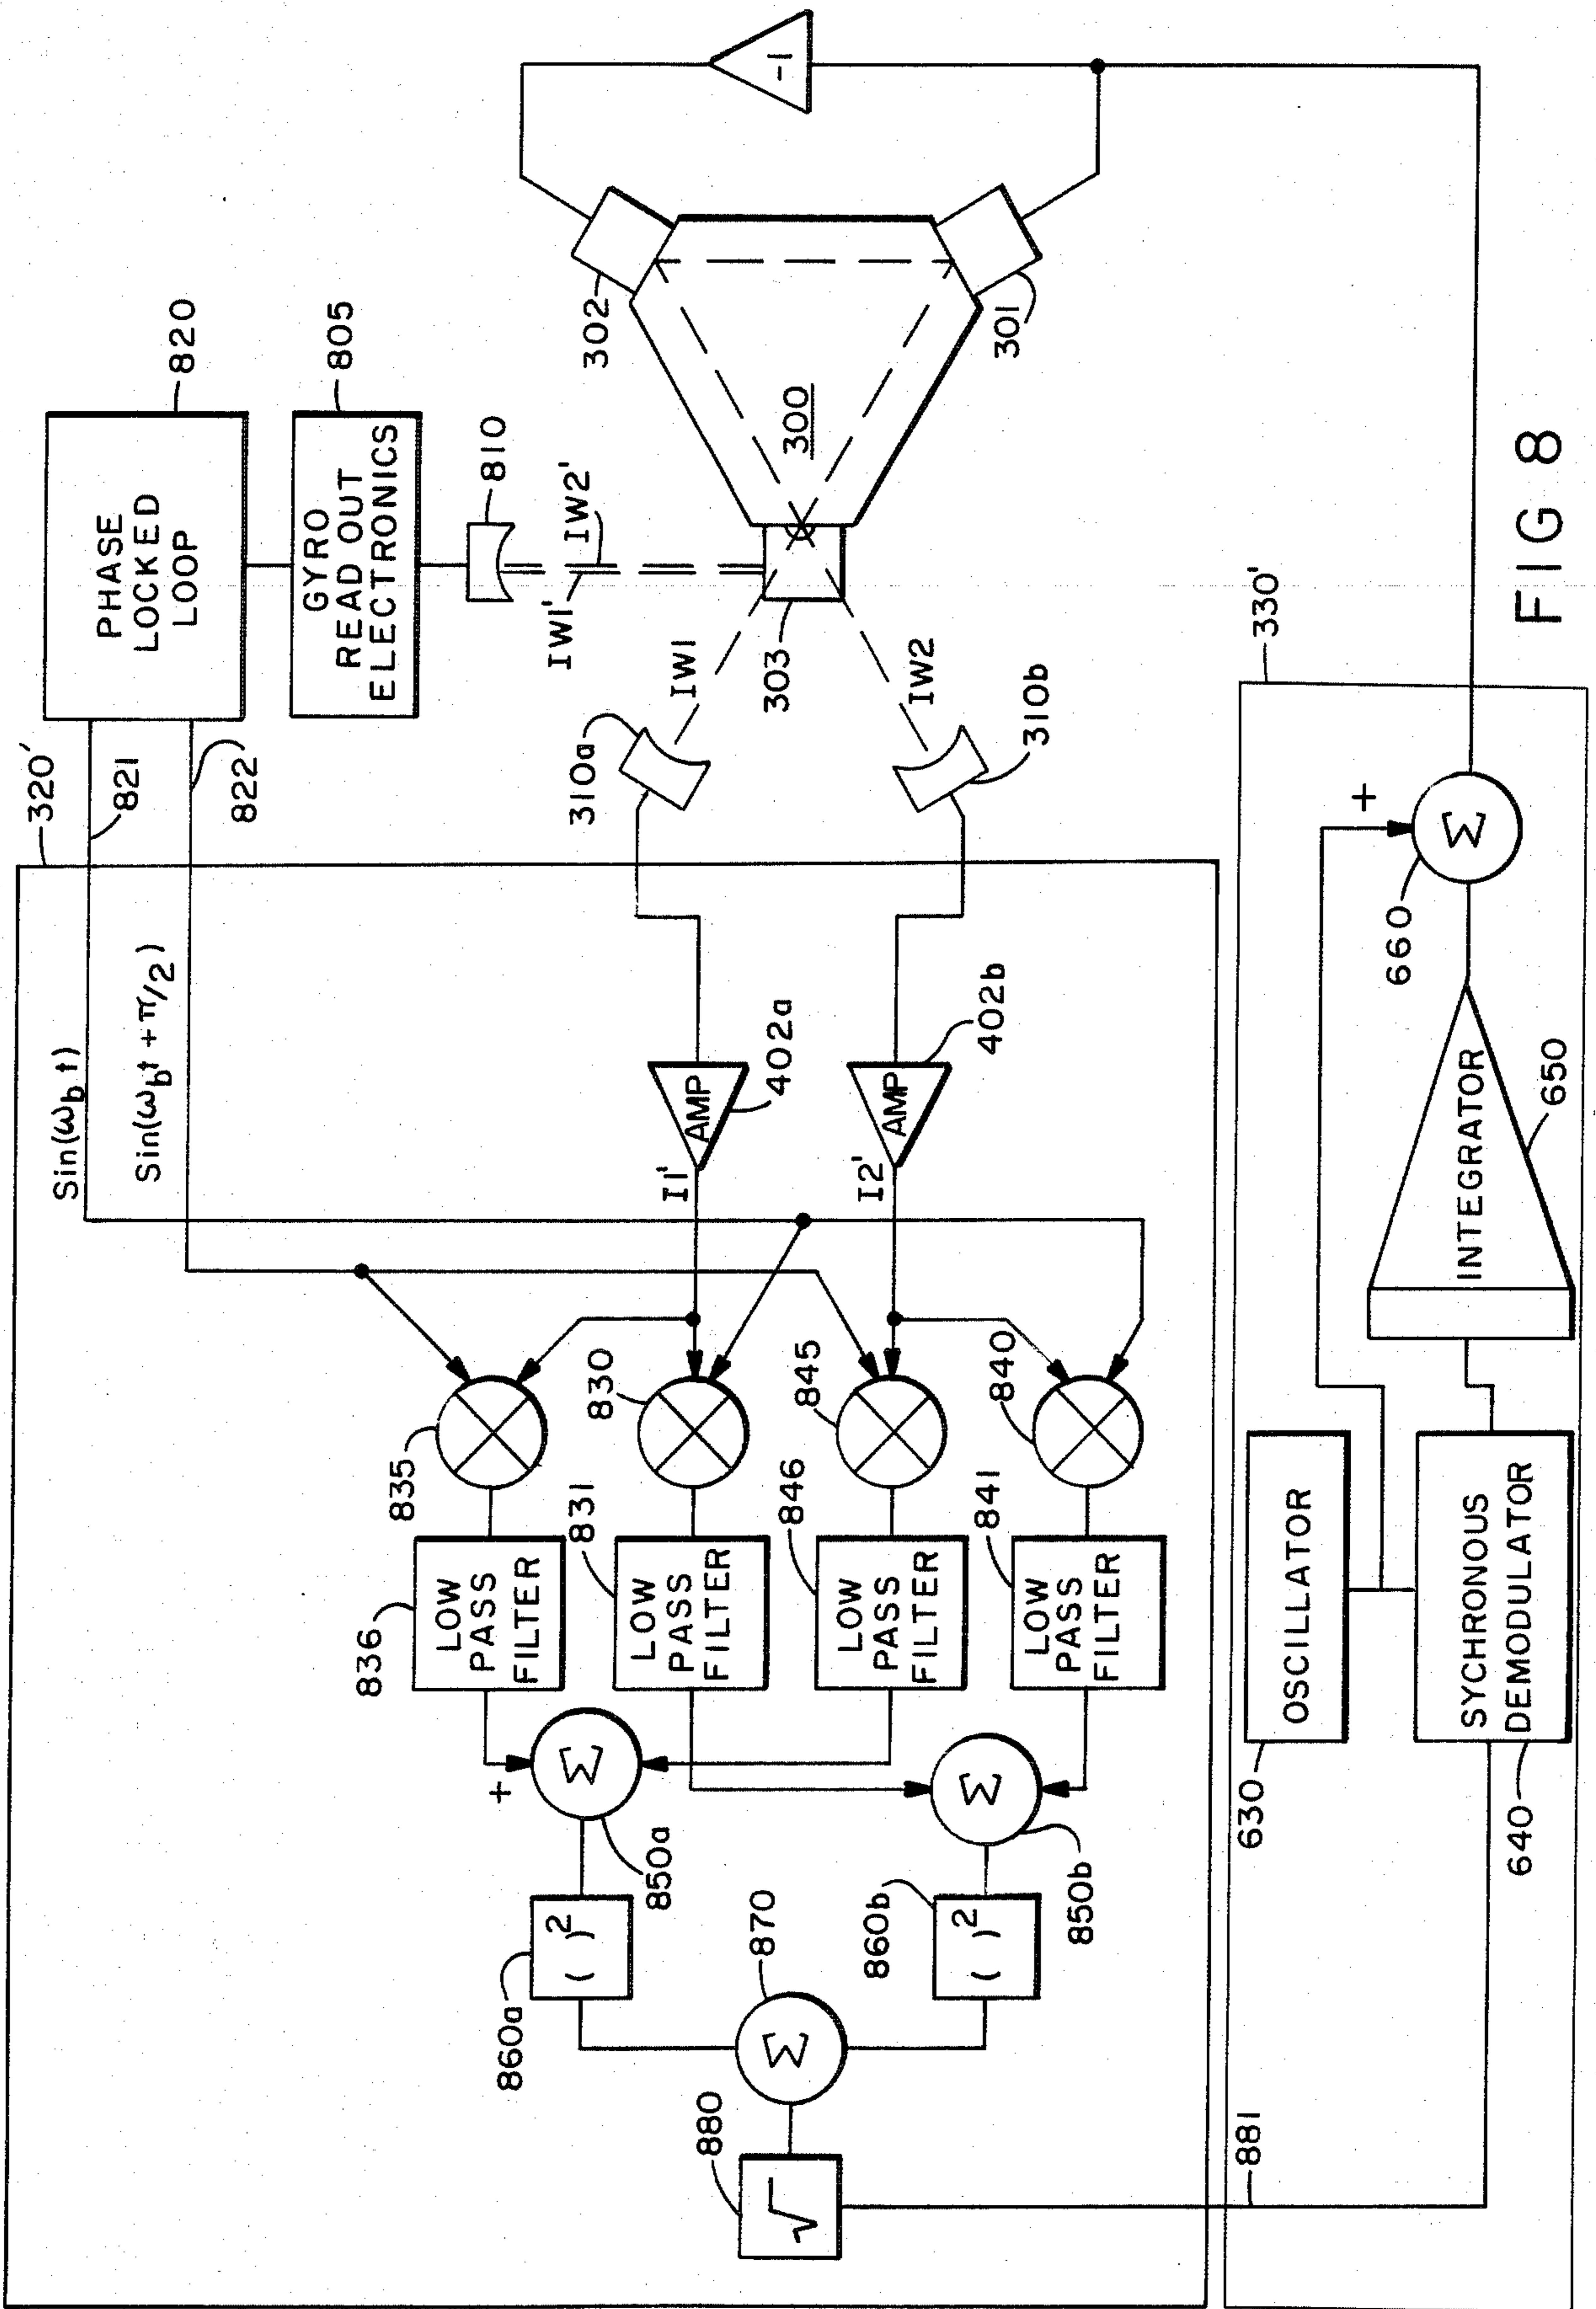 820
PHASE
LOCKED
LOOP
805
GYRO
READ OUT
ELECTRONICS
810
IW1'
IW2'
320'
821
822
Sin(ωb t)
Sin(ωb t + π/2)
302
301
300
303
-1
IW1
IW2
310a
310b
AMP
402a
I1'
AMP
402b
I2'
835
830
845
840
836
LOW
PASS
FILTER
831
LOW
PASS
FILTER
846
LOW
PASS
FILTER
841
LOW
PASS
FILTER
+
Σ
850a
Σ
850b
860a
( )2
860b
( )2
870
Σ
880
√
881
330'
630
OSCILLATOR
640
SYCHRONOUS
DEMODULATOR
INTEGRATOR
650
660
+
Σ
FIG 8